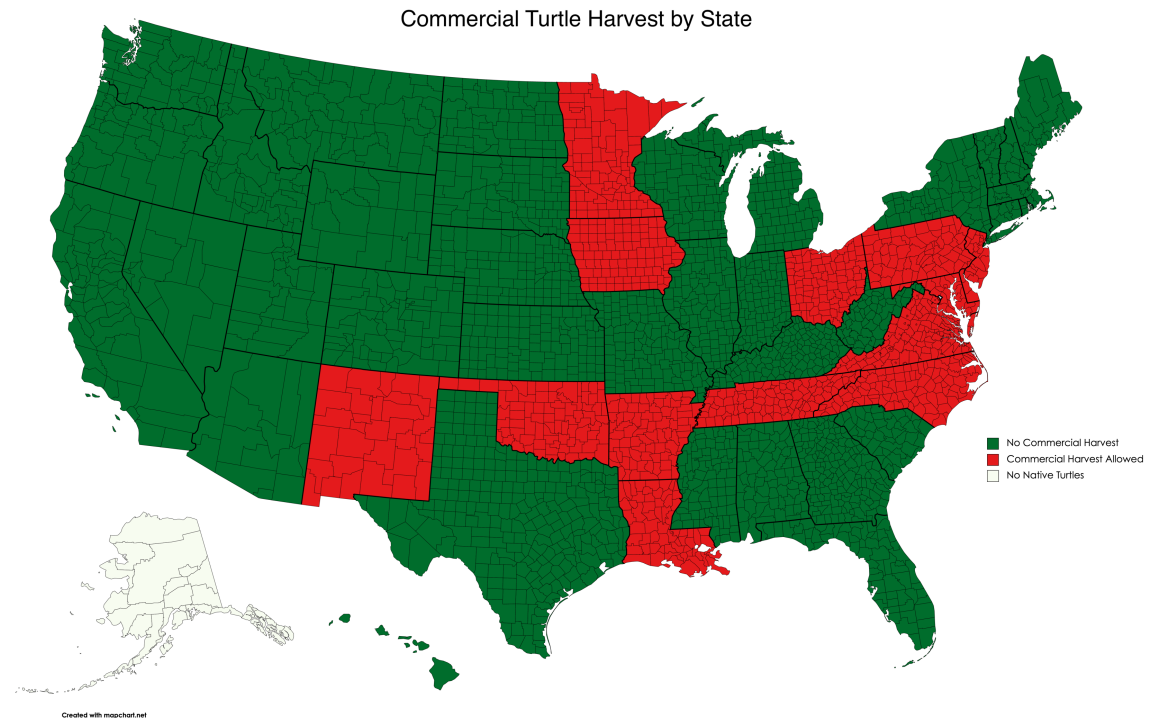 Commercial Turtle Harvest by State
No Commercial Harvest
Commercial Harvest Allowed
No Native Turtles
Created with mapchart.net